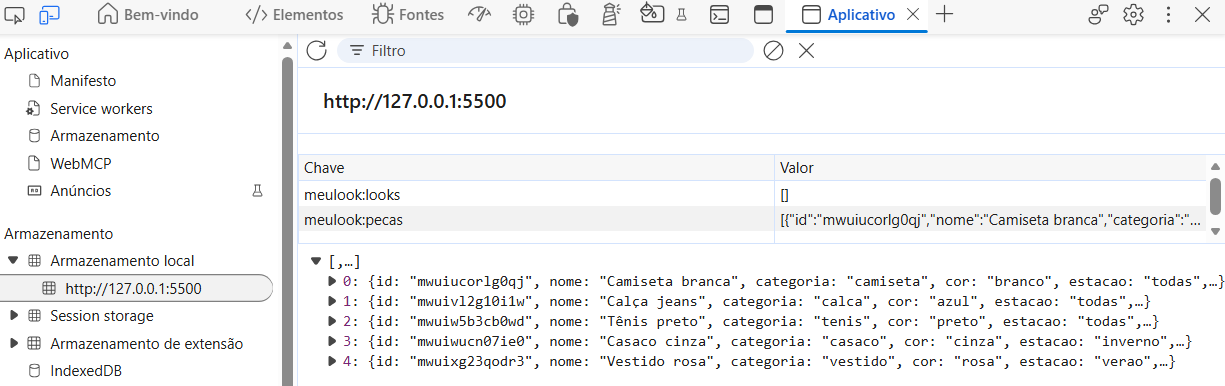 Bem-vindo Elementos Fontes Aplicativo
Aplicativo
Filtro
Manifesto
Service workers
http://127.0.0.1:5500
Armazenamento
WebMCP
Chave Valor
Anúncios
meulook:looks []
meulook:pecas [{"id":"mwuiucorlg0qj","nome":"Camiseta branca","categoria":"...
Armazenamento
Armazenamento local
[,…]
http://127.0.0.1:5500
0: {id: "mwuiucorlg0qj", nome: "Camiseta branca", categoria: "camiseta", cor: "branco", estacao: "todas",…}
1: {id: "mwuivl2g10i1w", nome: "Calça jeans", categoria: "calca", cor: "azul", estacao: "todas",…}
Session storage
2: {id: "mwuiw5b3cb0wd", nome: "Tênis preto", categoria: "tenis", cor: "preto", estacao: "todas",…}
Armazenamento de extensão
3: {id: "mwuiwucn07ie0", nome: "Casaco cinza", categoria: "casaco", cor: "cinza", estacao: "inverno",…}
4: {id: "mwuixg23qodr3", nome: "Vestido rosa", categoria: "vestido", cor: "rosa", estacao: "verao",…}
IndexedDB